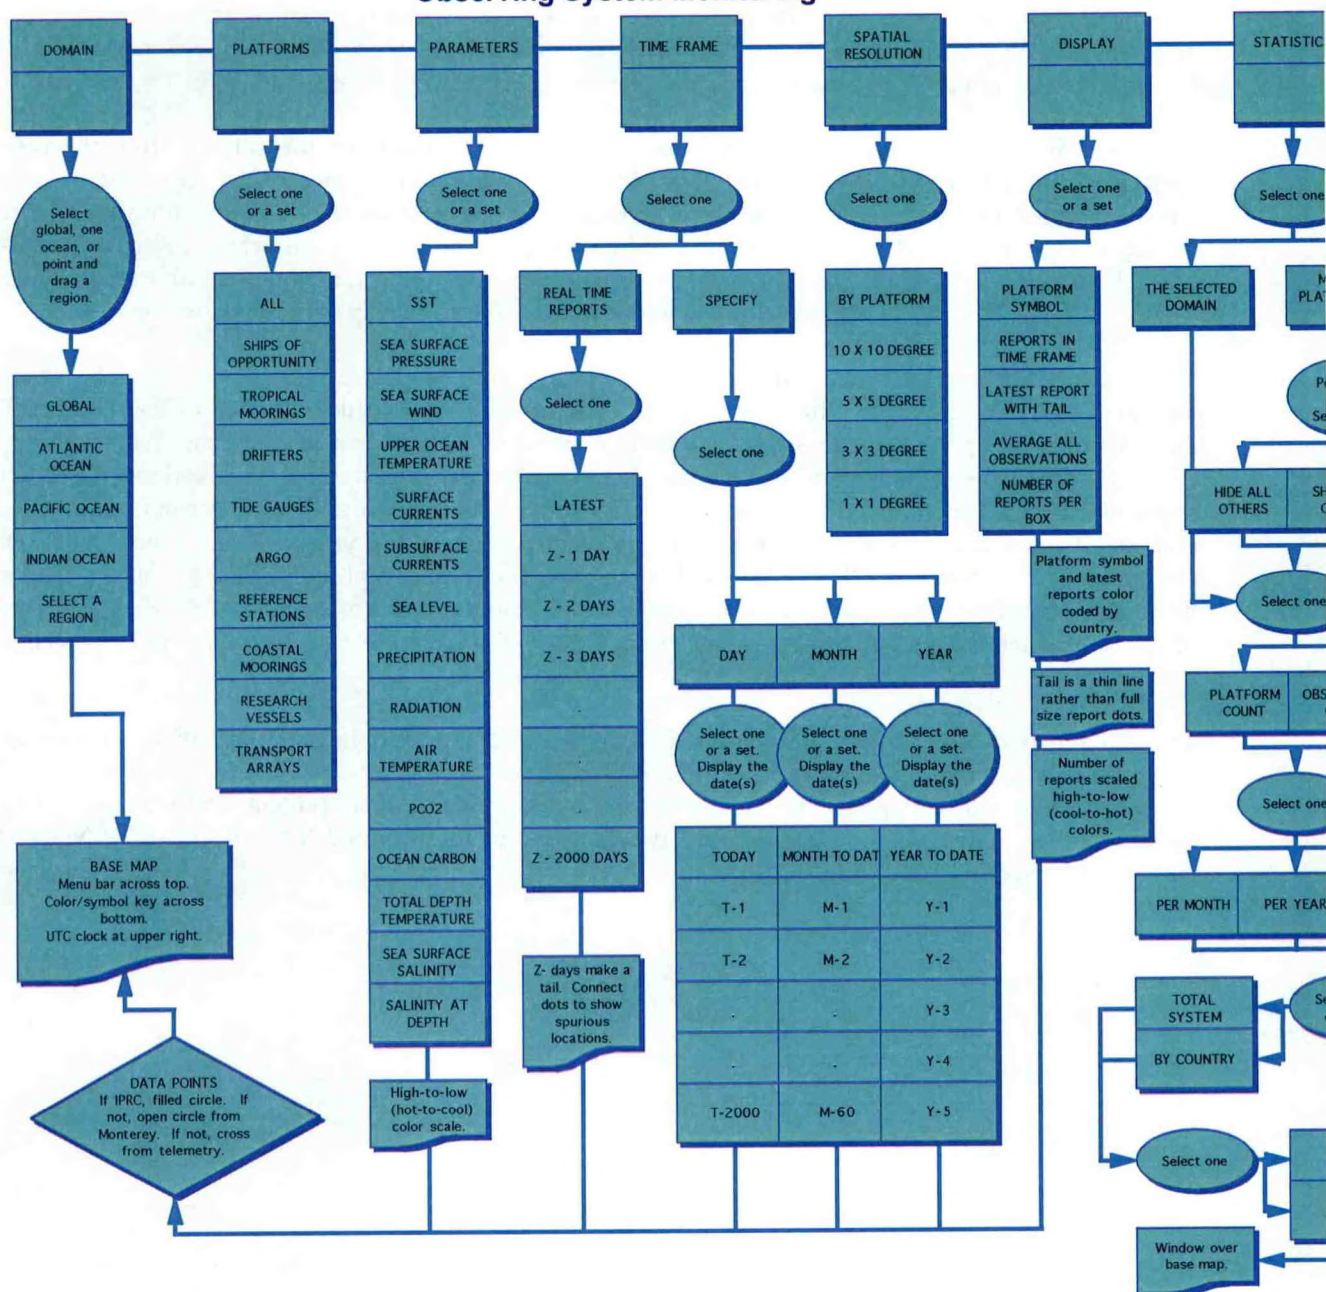 Observing System Monitoring
DOMAIN
PLATFORMS
PARAMETERS
TIME FRAME
SPATIAL
RESOLUTION
DISPLAY
STATISTIC
Select
global, one
ocean, or
point and
drag a
region.
Select one
or a set
Select one
or a set
Select one
Select one
Select one
or a set
Select one
GLOBAL
ATLANTIC
OCEAN
PACIFIC OCEAN
INDIAN OCEAN
SELECT A
REGION
ALL
SHIPS OF
OPPORTUNITY
TROPICAL
MOORINGS
DRIFTERS
TIDE GAUGES
ARGO
REFERENCE
STATIONS
COASTAL
MOORINGS
RESEARCH
VESSELS
TRANSPORT
ARRAYS
SST
SEA SURFACE
PRESSURE
SEA SURFACE
WIND
UPPER OCEAN
TEMPERATURE
SURFACE
CURRENTS
SUBSURFACE
CURRENTS
SEA LEVEL
PRECIPITATION
RADIATION
AIR
TEMPERATURE
PCO2
OCEAN CARBON
TOTAL DEPTH
TEMPERATURE
SEA SURFACE
SALINITY
SALINITY AT
DEPTH
High-to-low
(hot-to-cool)
color scale.
REAL TIME
REPORTS
Select one
LATEST
Z - 1 DAY
Z - 2 DAYS
Z - 3 DAYS
.
.
.
Z - 2000 DAYS
Z- days make a
tail. Connect
dots to show
spurious
locations.
SPECIFY
Select one
DAY
MONTH
YEAR
Select one
or a set.
Display the
date(s)
Select one
or a set.
Display the
date(s)
Select one
or a set.
Display the
date(s)
TODAY
MONTH TO DAT
YEAR TO DATE
T-1
M-1
Y-1
T-2
M-2
Y-2
.
.
Y-3
.
.
Y-4
T-2000
M-60
Y-5
BY PLATFORM
10 X 10 DEGREE
5 X 5 DEGREE
3 X 3 DEGREE
1 X 1 DEGREE
PLATFORM
SYMBOL
REPORTS IN
TIME FRAME
LATEST REPORT
WITH TAIL
AVERAGE ALL
OBSERVATIONS
NUMBER OF
REPORTS PER
BOX
Platform symbol
and latest
reports color
coded by
country.
Tail is a thin line
rather than full
size report dots.
Number of
reports scaled
high-to-low
(cool-to-hot)
colors.
THE SELECTED
DOMAIN
M
PLAT
Se
HIDE ALL
OTHERS
SH
Select one
PLATFORM
COUNT
OBS
Select one
PER MONTH
PER YEAR
TOTAL
SYSTEM
BY COUNTRY
Se
Select one
Window over
base map.
BASE MAP
Menu bar across top.
Color/symbol key across
bottom.
UTC clock at upper right.
DATA POINTS
If IPRC, filled circle. If
not, open circle from
Monterey. If not, cross
from telemetry.